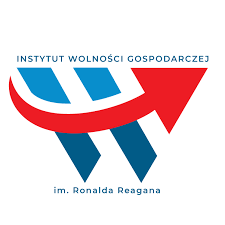 INSTYTUT WOLNOŚCI GOSPODARCZEJ
im. Ronalda Reagana